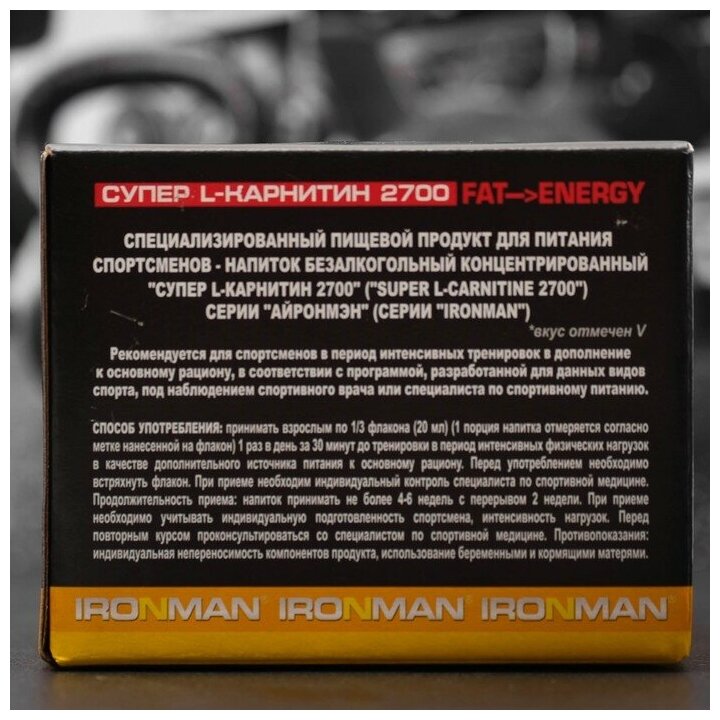 СУПЕР L-КАРНИТИН 2700 FAT—>ENERGY
СПЕЦИАЛИЗИРОВАННЫЙ ПИЩЕВОЙ ПРОДУКТ ДЛЯ ПИТАНИЯ
СПОРТСМЕНОВ - НАПИТОК БЕЗАЛКОГОЛЬНЫЙ КОНЦЕНТРИРОВАННЫЙ
"СУПЕР L-КАРНИТИН 2700" ("SUPER L-CARNITINE 2700")
СЕРИИ "АЙРОНМЭН" (СЕРИИ "IRONMAN")
*вкус отмечен V
Рекомендуется для спортсменов в период интенсивных тренировок в дополнение
к основному рациону, в соответствии с программой, разработанной для данных видов
спорта, под наблюдением спортивного врача или специалиста по спортивному питанию.
СПОСОБ УПОТРЕБЛЕНИЯ: принимать взрослым по 1/3 флакона (20 мл) (1 порция напитка отмеряется согласно
метке нанесенной на флакон) 1 раз в день за 30 минут до тренировки в период интенсивных физических нагрузок
в качестве дополнительного источника питания к основному рациону. Перед употреблением необходимо
встряхнуть флакон. При приеме необходим индивидуальный контроль специалиста по спортивной медицине.
Продолжительность приема: напиток принимать не более 4-6 недель с перерывом 2 недели. При приеме
необходимо учитывать индивидуальную подготовленность спортсмена, интенсивность нагрузок. Перед
повторным курсом проконсультироваться со специалистом по спортивной медицине. Противопоказания:
индивидуальная непереносимость компонентов продукта, использование беременными и кормящими матерями.
IRONMAN® IRONMAN® IRONMAN®